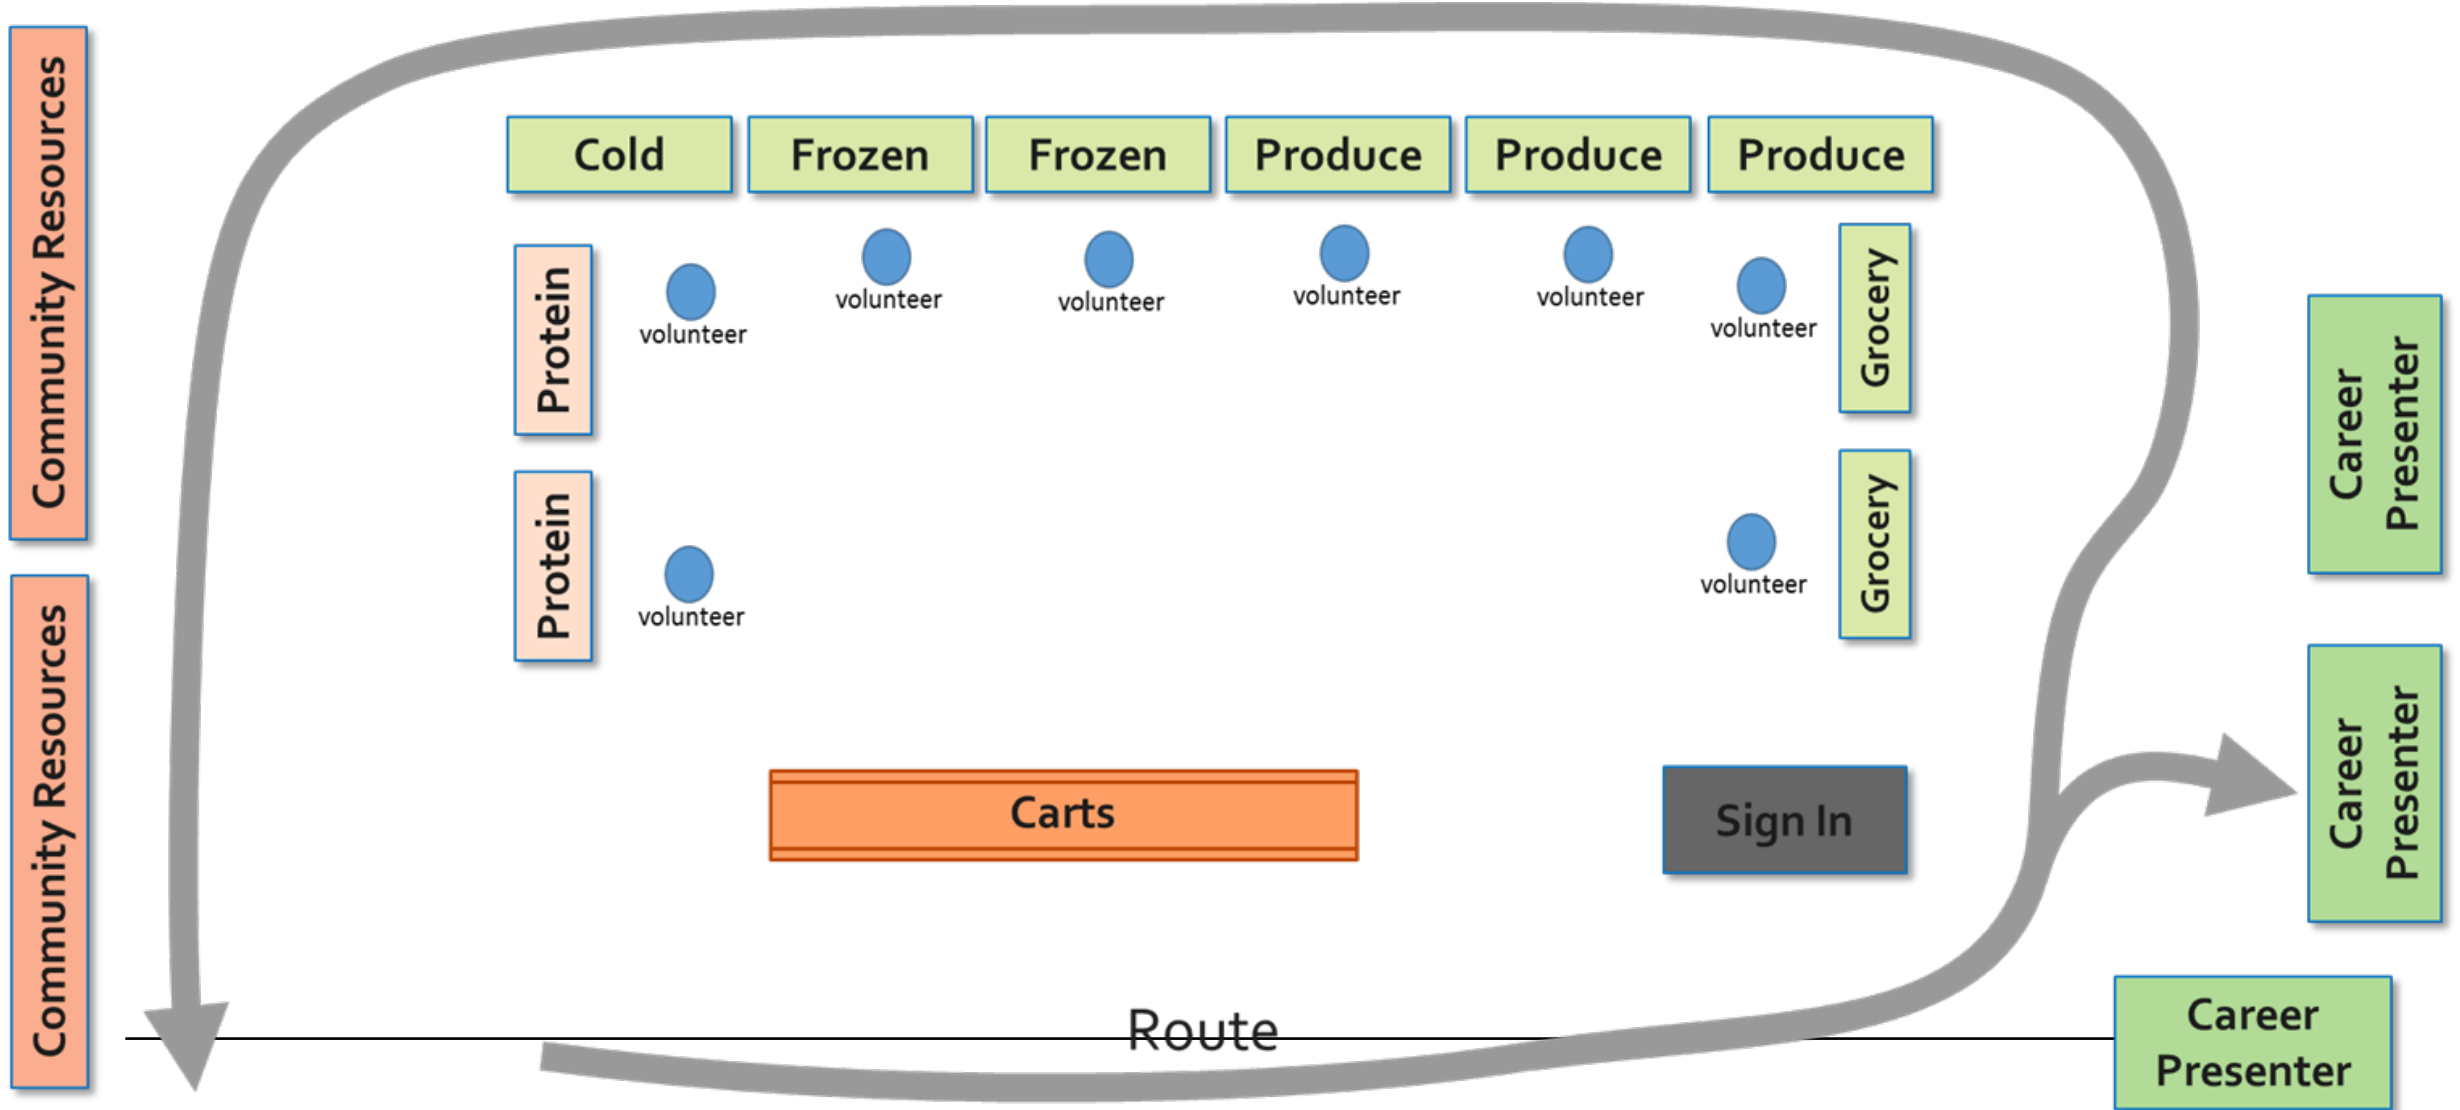 Community Resources
Community Resources
Cold
Frozen
Frozen
Produce
Produce
Produce
Protein
Protein
volunteer
volunteer
volunteer
volunteer
volunteer
volunteer
volunteer
volunteer
Grocery
Grocery
Carts
Sign In
Route
Career
Presenter
Career
Presenter
Career
Presenter